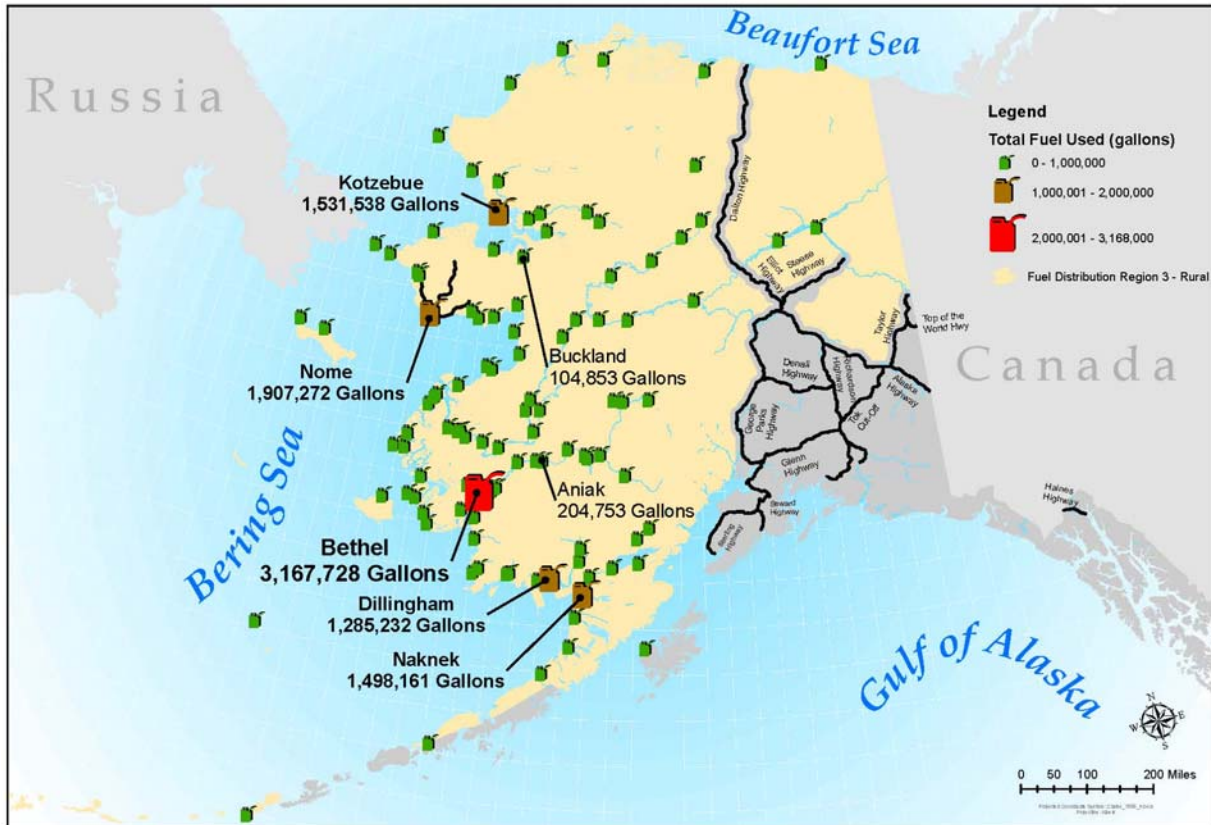 Beaufort Sea
Russia
Legend
Total Fuel Used (gallons)
0 - 1,000,000
1,000,001 - 2,000,000
2,000,001 - 3,168,000
Fuel Distribution Region 3 - Rural
Kotzebue
1,531,538 Gallons
Dalton Highway
Elliot
Highway
Steese
Highway
Taylor
Highway
Top of the
World Hwy
Canada
Nome
1,907,272 Gallons
Buckland
104,853 Gallons
Denali
Highway
Richardson
Highway
Alaska
Highway
Tok
Cut-Off
George
Parks
Highway
Glenn
Highway
Bering Sea
Aniak
204,753 Gallons
Seward
Highway
Sterling
Highway
Haines
Highway
Bethel
3,167,728 Gallons
Dillingham
1,285,232 Gallons
Naknek
1,498,161 Gallons
Gulf of Alaska
N
W E
S
0 50 100 200 Miles